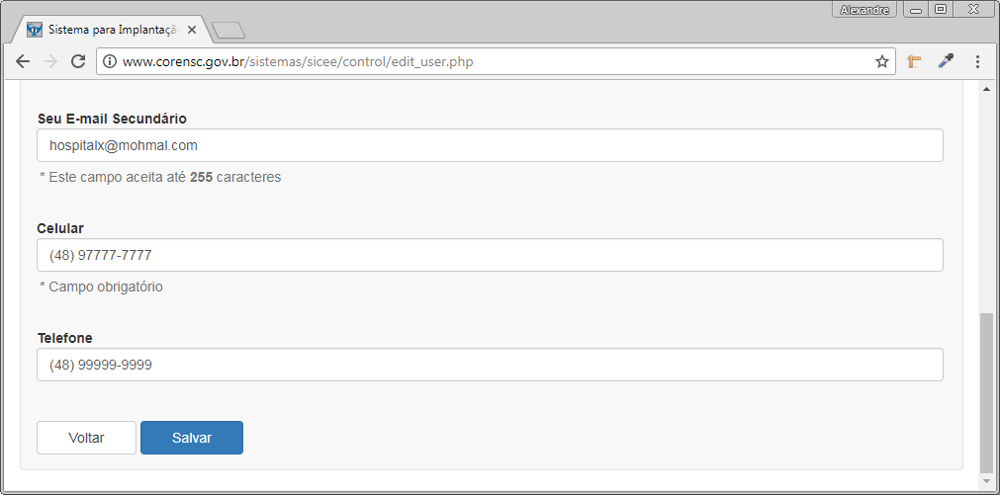 Alexandre
Sistema para Implantaçã
www.corensc.gov.br/sistemas/sicee/control/edit_user.php
Seu E-mail Secundário
hospitalx@mohmal.com
* Este campo aceita até 255 caracteres
Celular
(48) 97777-7777
* Campo obrigatório
Telefone
(48) 99999-9999
Voltar Salvar